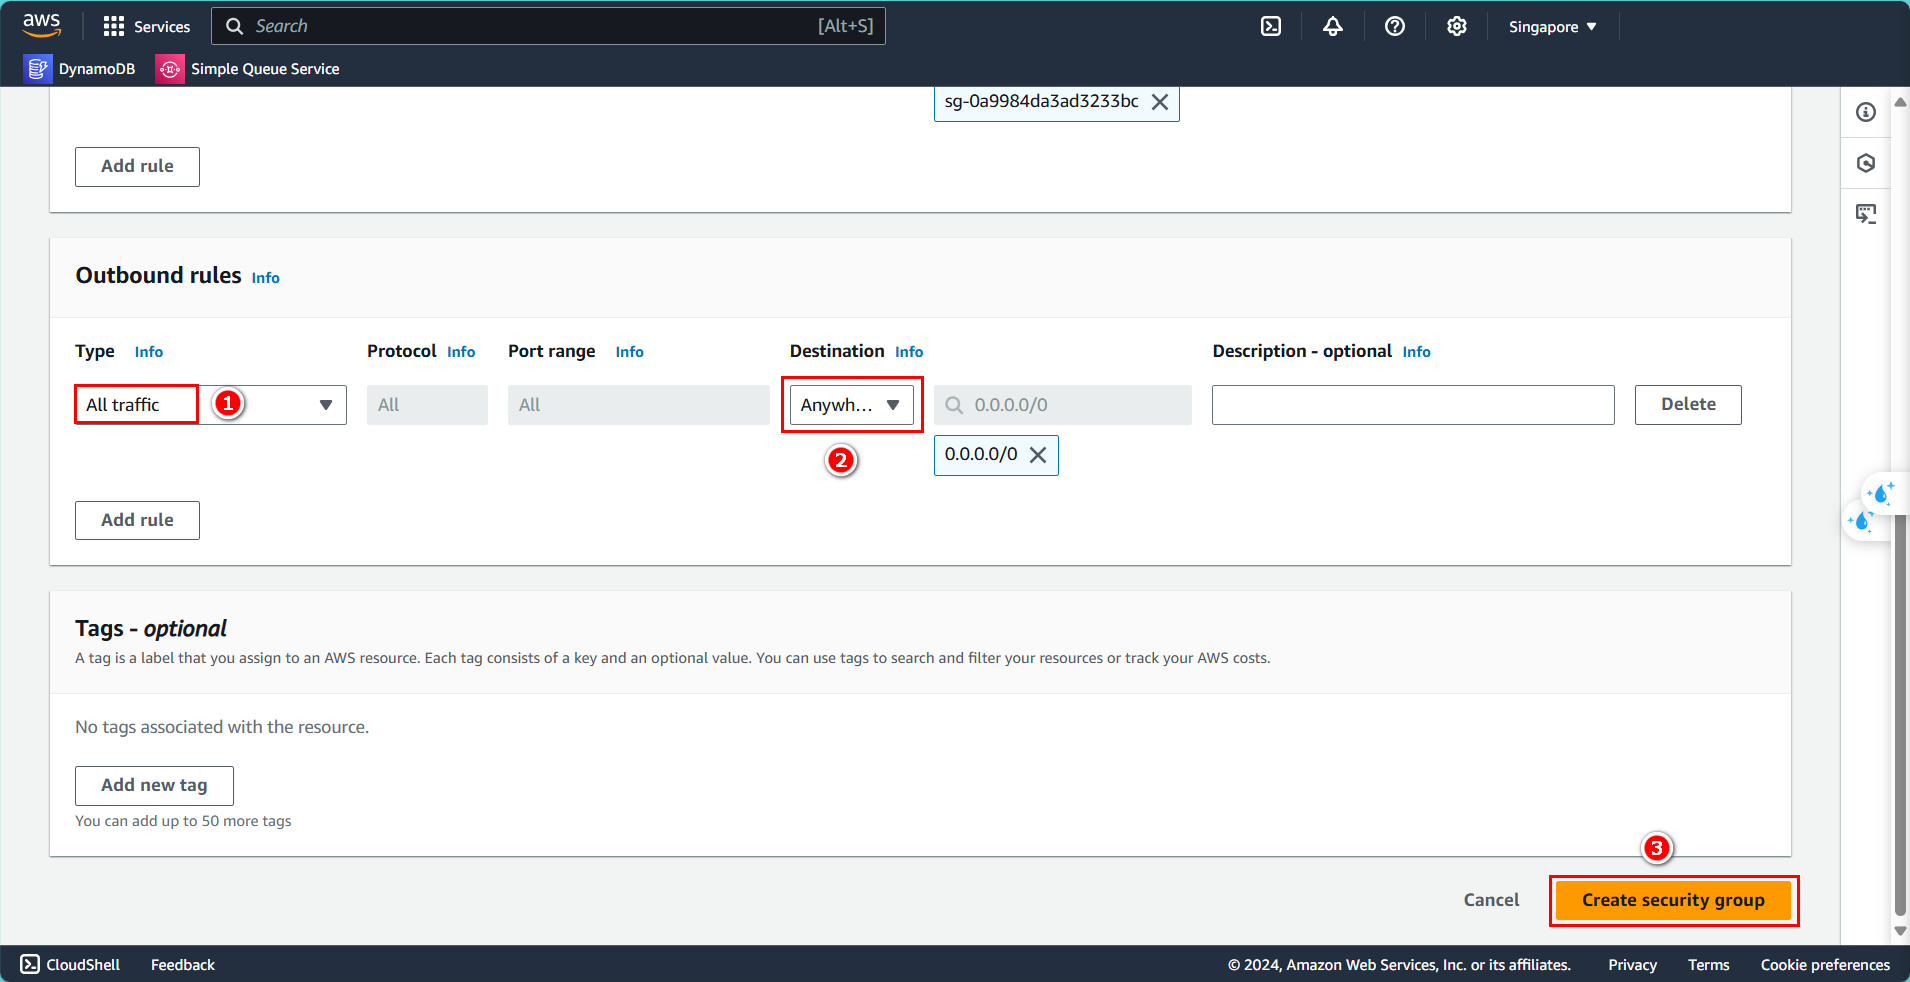 aws
Services
Search
[Alt+S]
Singapore
DynamoDB
Simple Queue Service
sg-0a9984da3ad3233bc
Add rule
Outbound rules Info
Type Info
Protocol Info
Port range Info
Destination Info
Description - optional Info
All traffic
1
All
All
Anywh...
0.0.0.0/0
Delete
0.0.0.0/0
2
Add rule
Tags - optional
A tag is a label that you assign to an AWS resource. Each tag consists of a key and an optional value. You can use tags to search and filter your resources or track your AWS costs.
No tags associated with the resource.
Add new tag
You can add up to 50 more tags
3
Cancel
Create security group
CloudShell
Feedback
© 2024, Amazon Web Services, Inc. or its affiliates.
Privacy
Terms
Cookie preferences